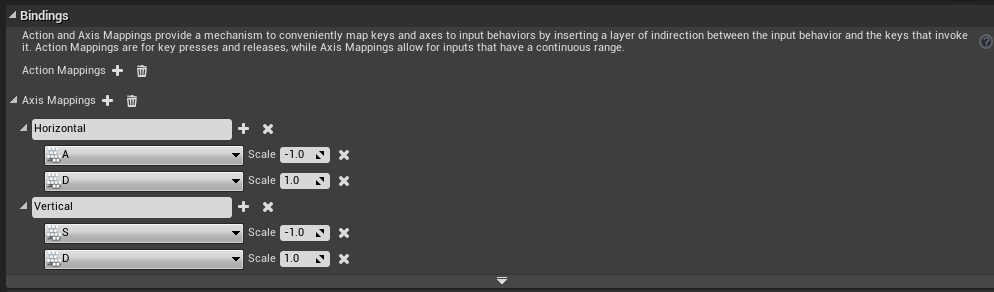 Bindings
Action and Axis Mappings provide a mechanism to conveniently map keys and axes to input behaviors by inserting a layer of indirection between the input behavior and the keys that invoke
it. Action Mappings are for key presses and releases, while Axis Mappings allow for inputs that have a continuous range.
Action Mappings
Axis Mappings
Horizontal
A Scale -1.0
D Scale 1.0
Vertical
S Scale -1.0
D Scale 1.0